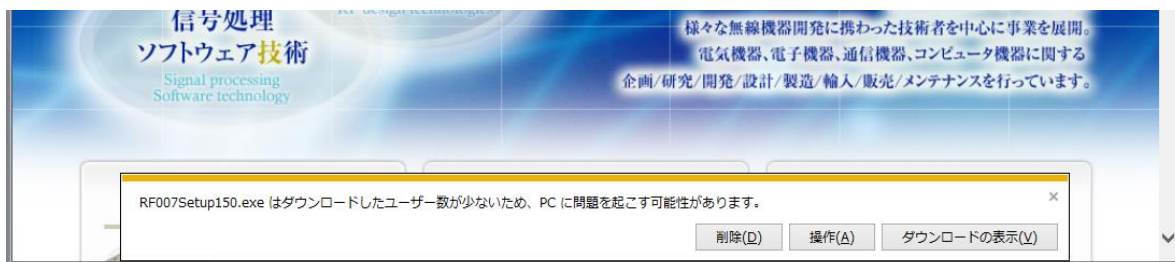 RF design technologies
信号処理
ソフトウェア技術
Signal processing
Software technology
様々な無線機器開発に携わった技術者を中心に事業を展開。
電気機器、電子機器、通信機器、コンピュータ機器に関する
企画/研究/開発/設計/製造/輸入/販売/メンテナンスを行っています。
RF007Setup150.exe はダウンロードしたユーザー数が少ないため、PC に問題を起こす可能性があります。
×
削除(D) 操作(A) ダウンロードの表示(V)